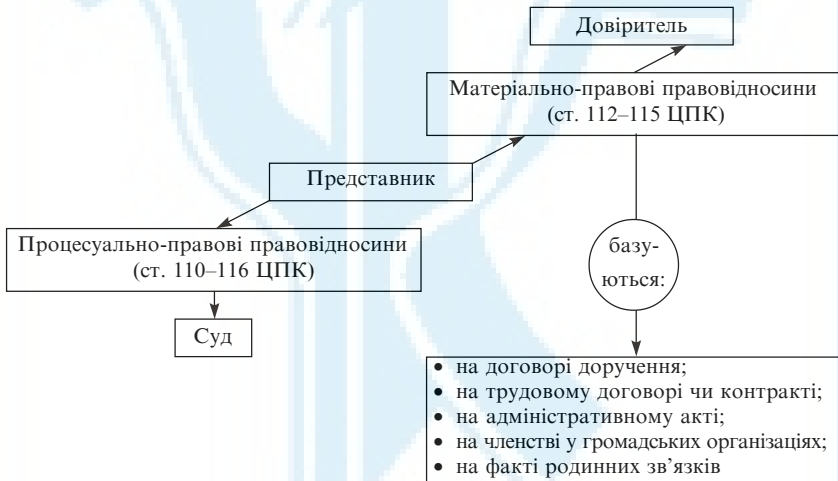 Довіритель
Матеріально-правові правовідносини
(ст. 112–115 ЦПК)
Представник
Процесуально-правові правовідносини
(ст. 110–116 ЦПК)
Суд
базу-
ються:
• на договорі доручення;
• на трудовому договорі чи контракті;
• на адміністративному акті;
• на членстві у громадських організаціях;
• на факті родинних зв’язків